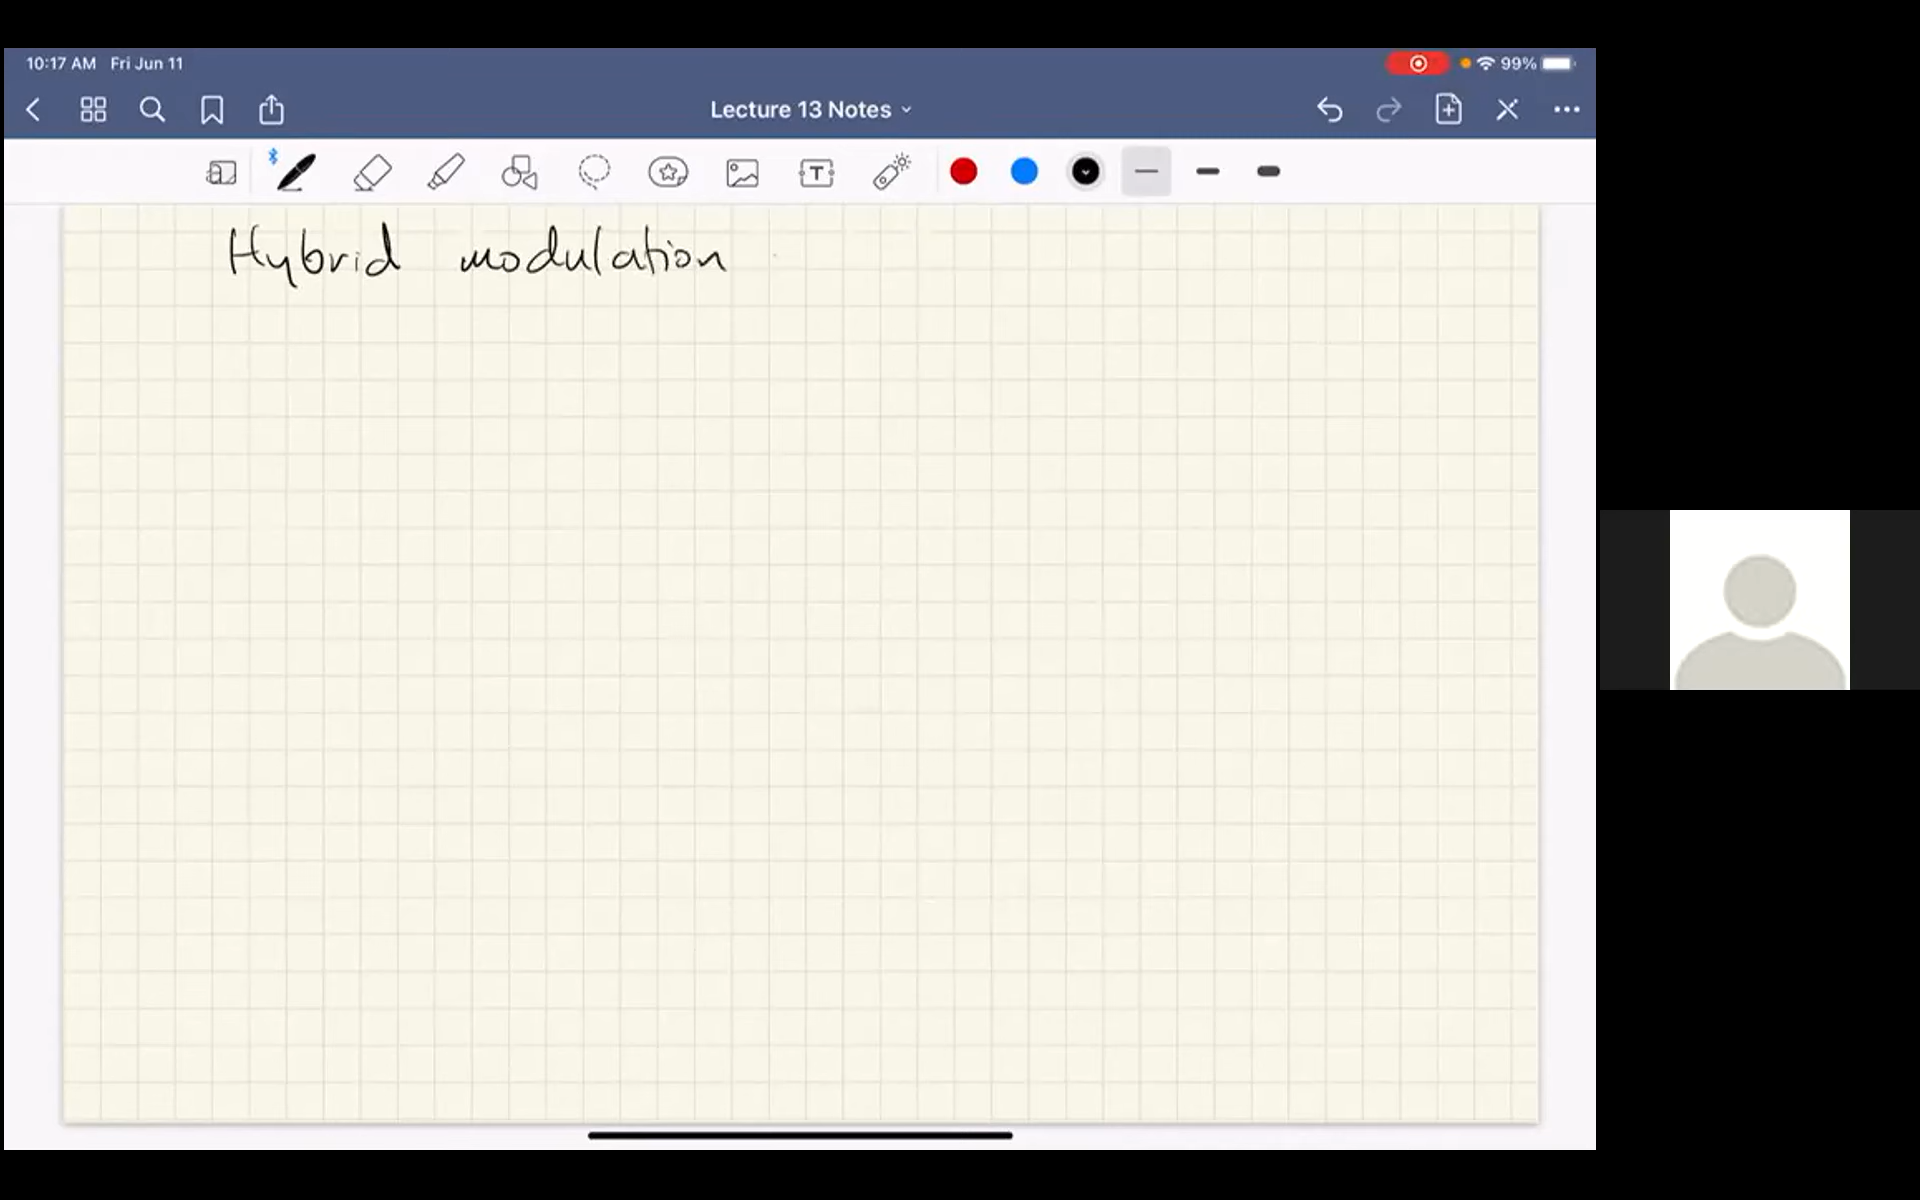 10:17 AM Fri Jun 11
99%
Lecture 13 Notes
T
Hybrid modulation